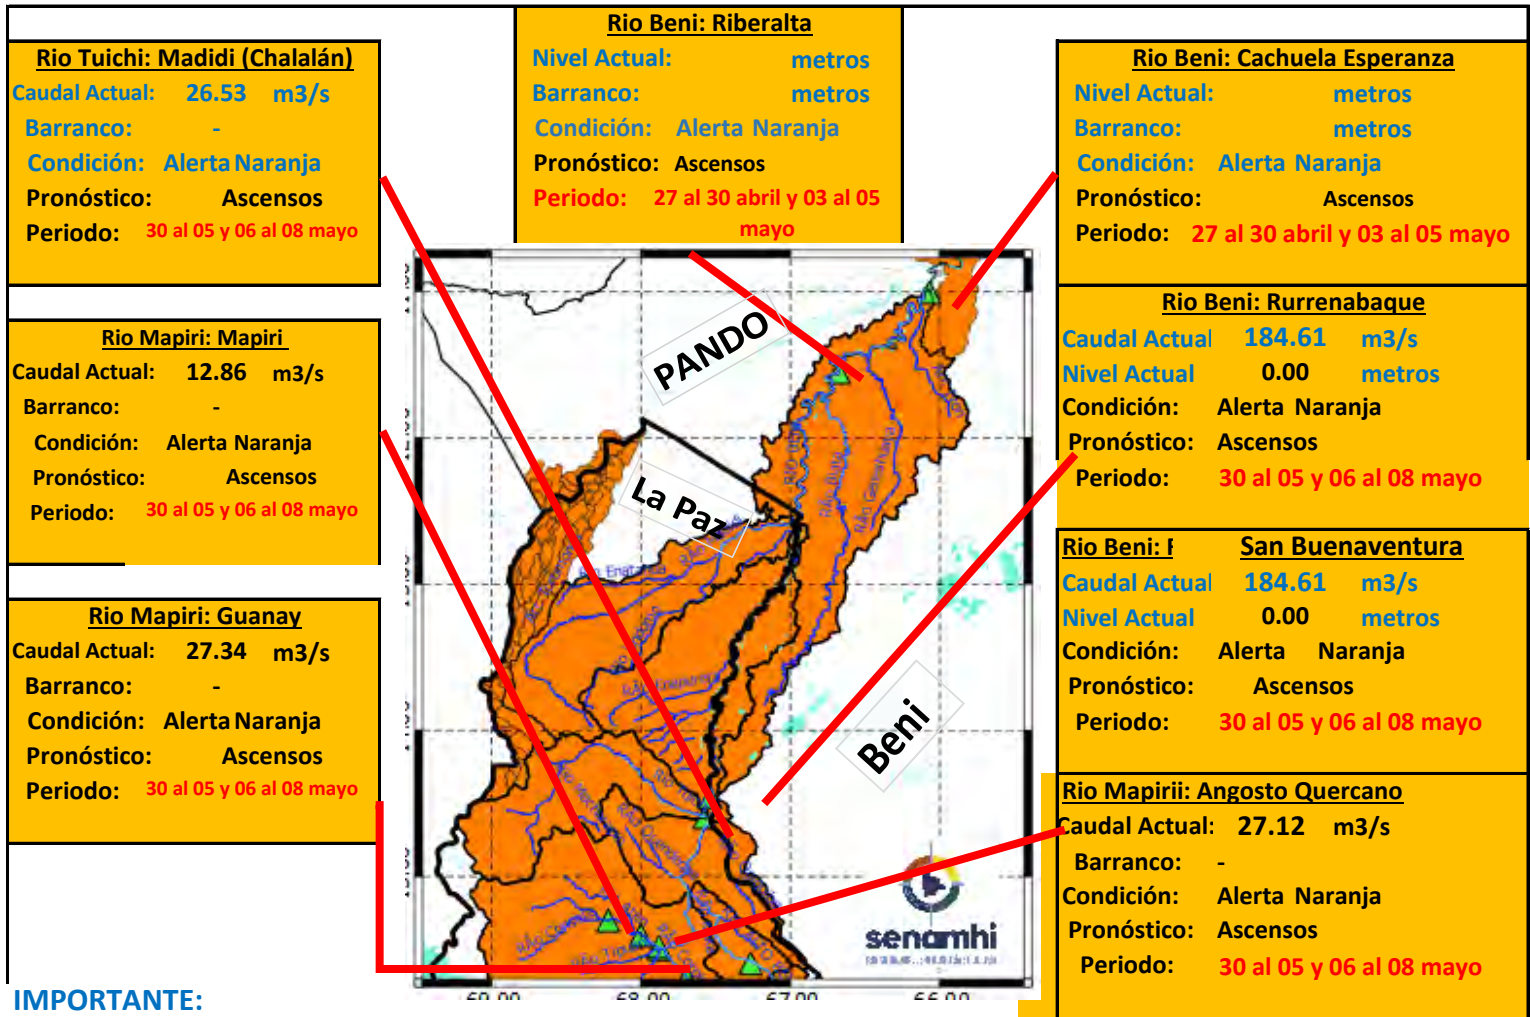 Rio Tuichi: Madidi (Chalalán)
Caudal Actual: 26.53 m3/s
Barranco: -
Condición: Alerta Naranja
Pronóstico: Ascensos
Periodo: 30 al 05 y 06 al 08 mayo
Rio Mapiri: Mapiri
Caudal Actual: 12.86 m3/s
Barranco: -
Condición: Alerta Naranja
Pronóstico: Ascensos
Periodo: 30 al 05 y 06 al 08 mayo
Rio Mapiri: Guanay
Caudal Actual: 27.34 m3/s
Barranco: -
Condición: Alerta Naranja
Pronóstico: Ascensos
Periodo: 30 al 05 y 06 al 08 mayo
Rio Beni: Riberalta
Nivel Actual: metros
Barranco: metros
Condición: Alerta Naranja
Pronóstico: Ascensos
Periodo: 27 al 30 abril y 03 al 05
mayo
PANDO
La Paz
Beni
senamhi
69.00 68.00 67.00 66.00
Rio Beni: Cachuela Esperanza
Nivel Actual: metros
Barranco: metros
Condición: Alerta Naranja
Pronóstico: Ascensos
Periodo: 27 al 30 abril y 03 al 05 mayo
Rio Beni: Rurrenabaque
Caudal Actual 184.61 m3/s
Nivel Actual 0.00 metros
Condición: Alerta Naranja
Pronóstico: Ascensos
Periodo: 30 al 05 y 06 al 08 mayo
Rio Beni: San Buenaventura
Caudal Actual 184.61 m3/s
Nivel Actual 0.00 metros
Condición: Alerta Naranja
Pronóstico: Ascensos
Periodo: 30 al 05 y 06 al 08 mayo
Rio Mapirii: Angosto Quercano
Caudal Actual: 27.12 m3/s
Barranco: -
Condición: Alerta Naranja
Pronóstico: Ascensos
Periodo: 30 al 05 y 06 al 08 mayo
IMPORTANTE: